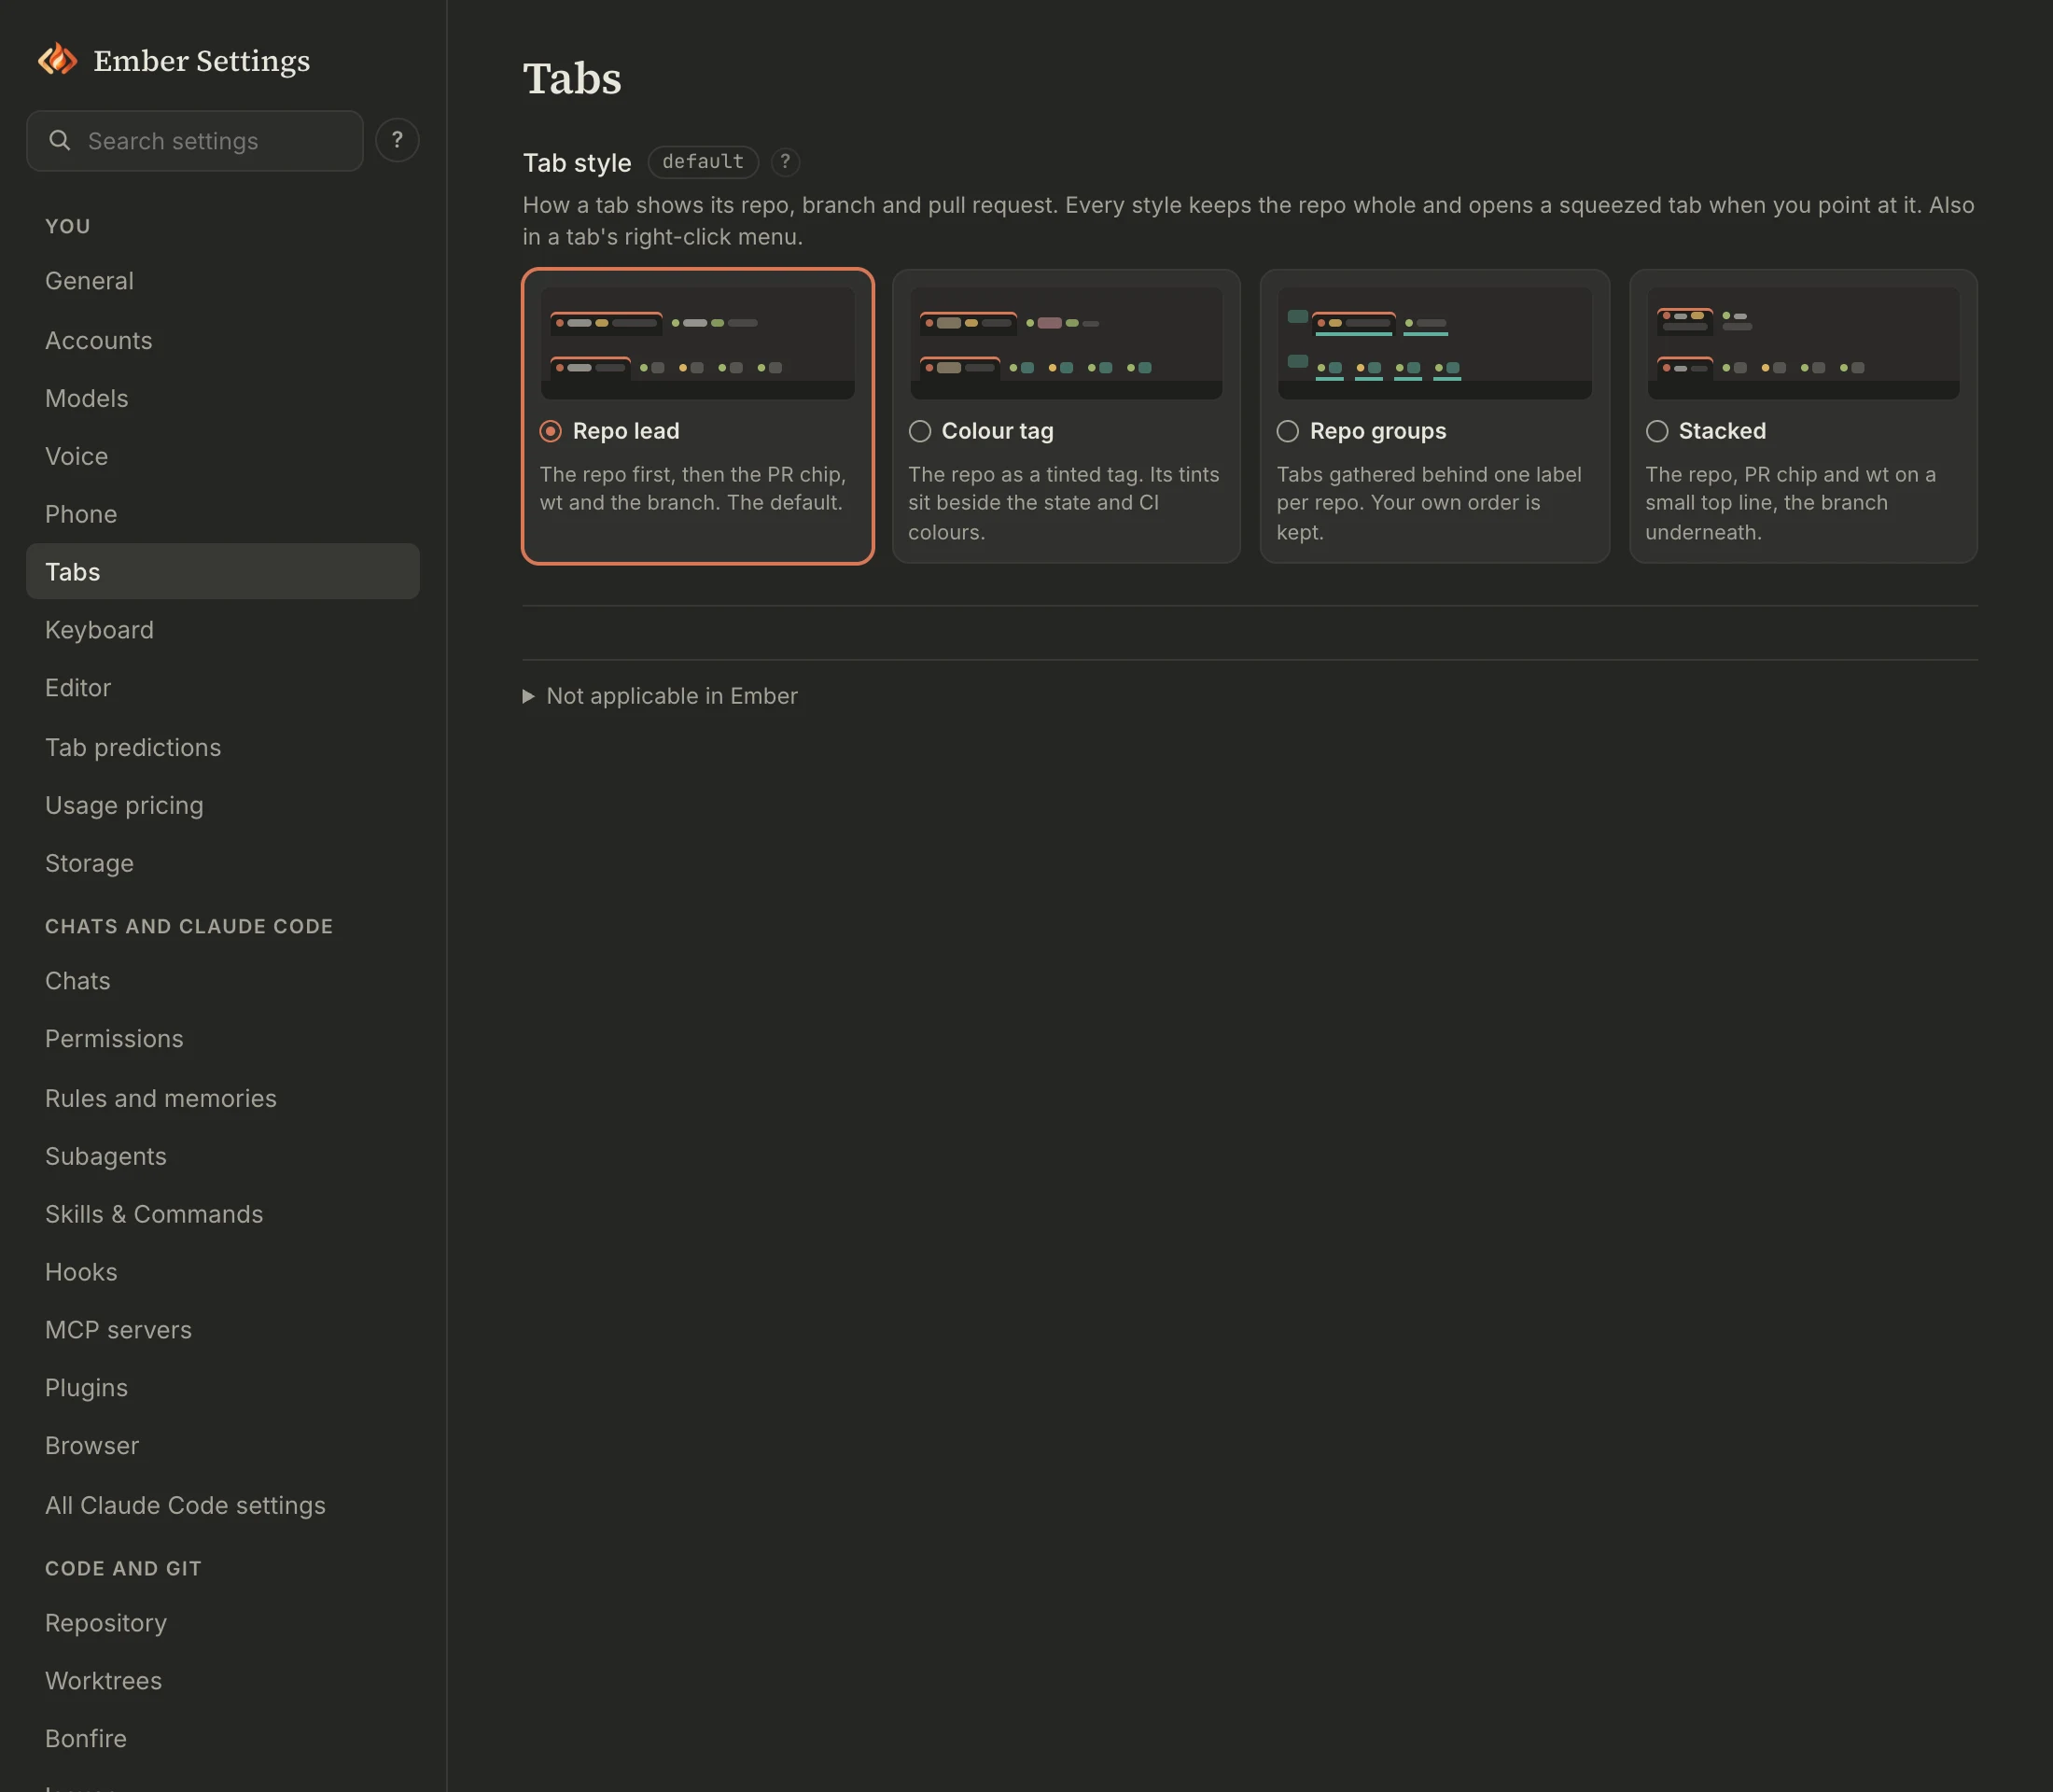 Ember Settings
Search settings
?
YOU
General
Accounts
Models
Voice
Phone
Tabs
Keyboard
Editor
Tab predictions
Usage pricing
Storage
CHATS AND CLAUDE CODE
Chats
Permissions
Rules and memories
Subagents
Skills & Commands
Hooks
MCP servers
Plugins
Browser
All Claude Code settings
CODE AND GIT
Repository
Worktrees
Bonfire
Tabs
Tab style default ?
How a tab shows its repo, branch and pull request. Every style keeps the repo whole and opens a squeezed tab when you point at it. Also
in a tab's right-click menu.
Repo lead
The repo first, then the PR chip,
wt and the branch. The default.
Colour tag
The repo as a tinted tag. Its tints
sit beside the state and CI
colours.
Repo groups
Tabs gathered behind one label
per repo. Your own order is
kept.
Stacked
The repo, PR chip and wt on a
small top line, the branch
underneath.
Not applicable in Ember